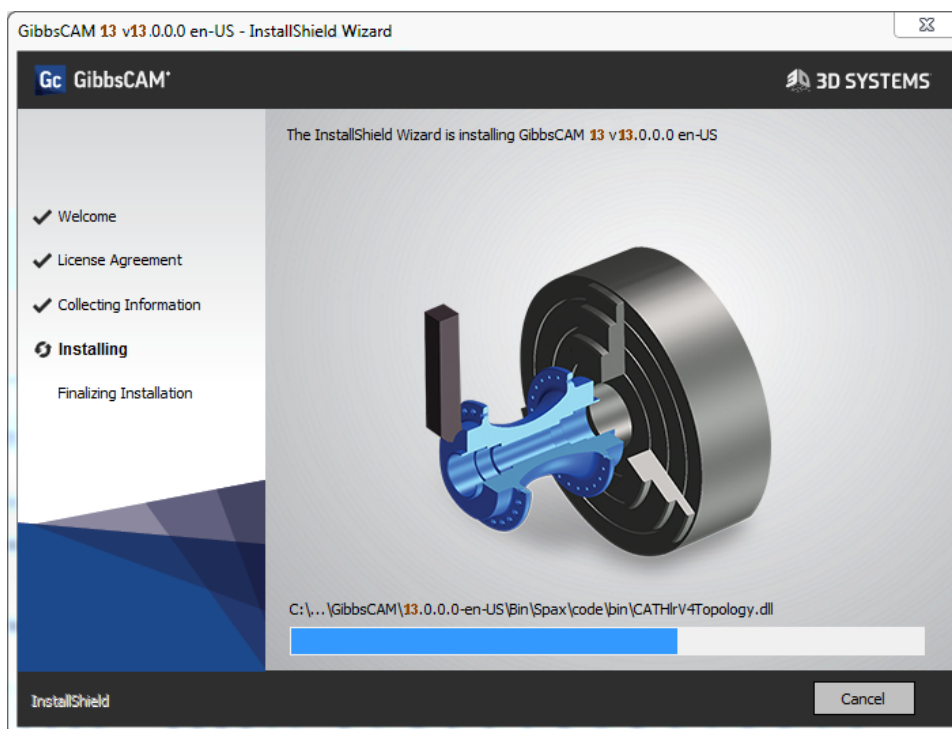 GibbsCAM 13 v13.0.0.0 en-US - InstallShield Wizard
Gc GibbsCAM®
3D SYSTEMS
The InstallShield Wizard is installing GibbsCAM 13 v13.0.0.0 en-US
Welcome
License Agreement
Collecting Information
Installing
Finalizing Installation
C:\...\GibbsCAM\13.0.0.0-en-US\Bin\Spax\code\bin\CATHlrV4Topology.dll
InstallShield
Cancel